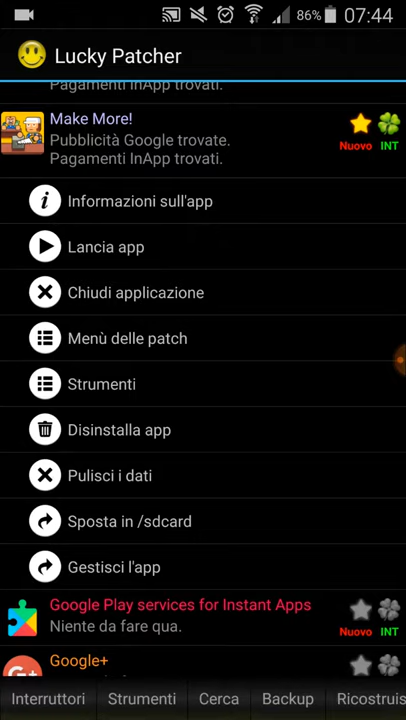 86% 07:44
Lucky Patcher
Pagamenti InApp trovati.
Make More!
Pubblicità Google trovate.
Pagamenti InApp trovati.
Nuovo INT
Informazioni sull'app
Lancia app
Chiudi applicazione
Menù delle patch
Strumenti
Disinstalla app
Pulisci i dati
Sposta in /sdcard
Gestisci l'app
Google Play services for Instant Apps
Niente da fare qua.
Nuovo INT
Google+
G+
Interruttori Strumenti Cerca Backup Ricostruis